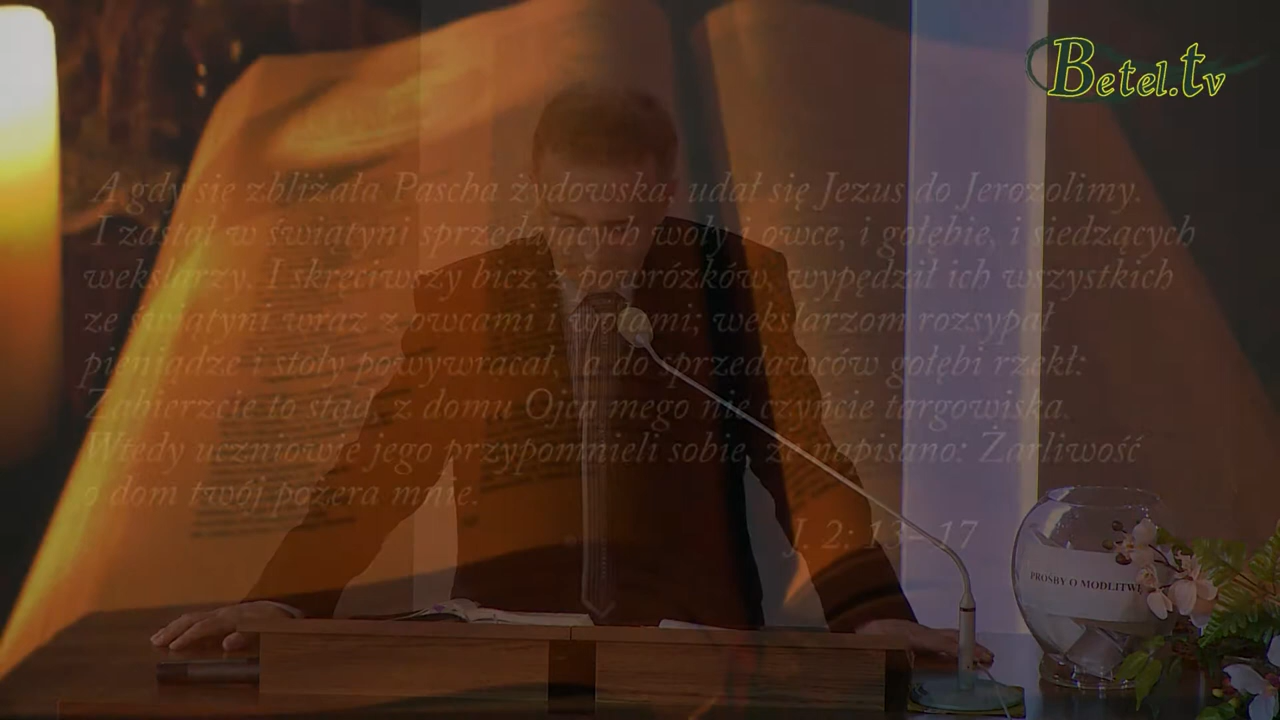 Betel.tv
A gdy się zbliżała Pascha żydowska, udał się Jezus do Jerozolimy.
I zastał w świątyni sprzedających woły i owce, i gołębie, i siedzących
wekslarzy. I skręciwszy bicz z powrózków, wypędził ich wszystkich
ze świątyni wraz z owcami i wołami; wekslarzom rozsypał
pieniądze i stoły powywracał, a do sprzedawców gołębi rzekł:
Zabierzcie to stąd, z domu Ojca mego nie czyńcie targowiska.
Wtedy uczniowie jego przypomnieli sobie, że napisano: Żarliwość
o dom twój pożera mnie.
J. 2: 13-17
PROŚBY O MODLITWĘ